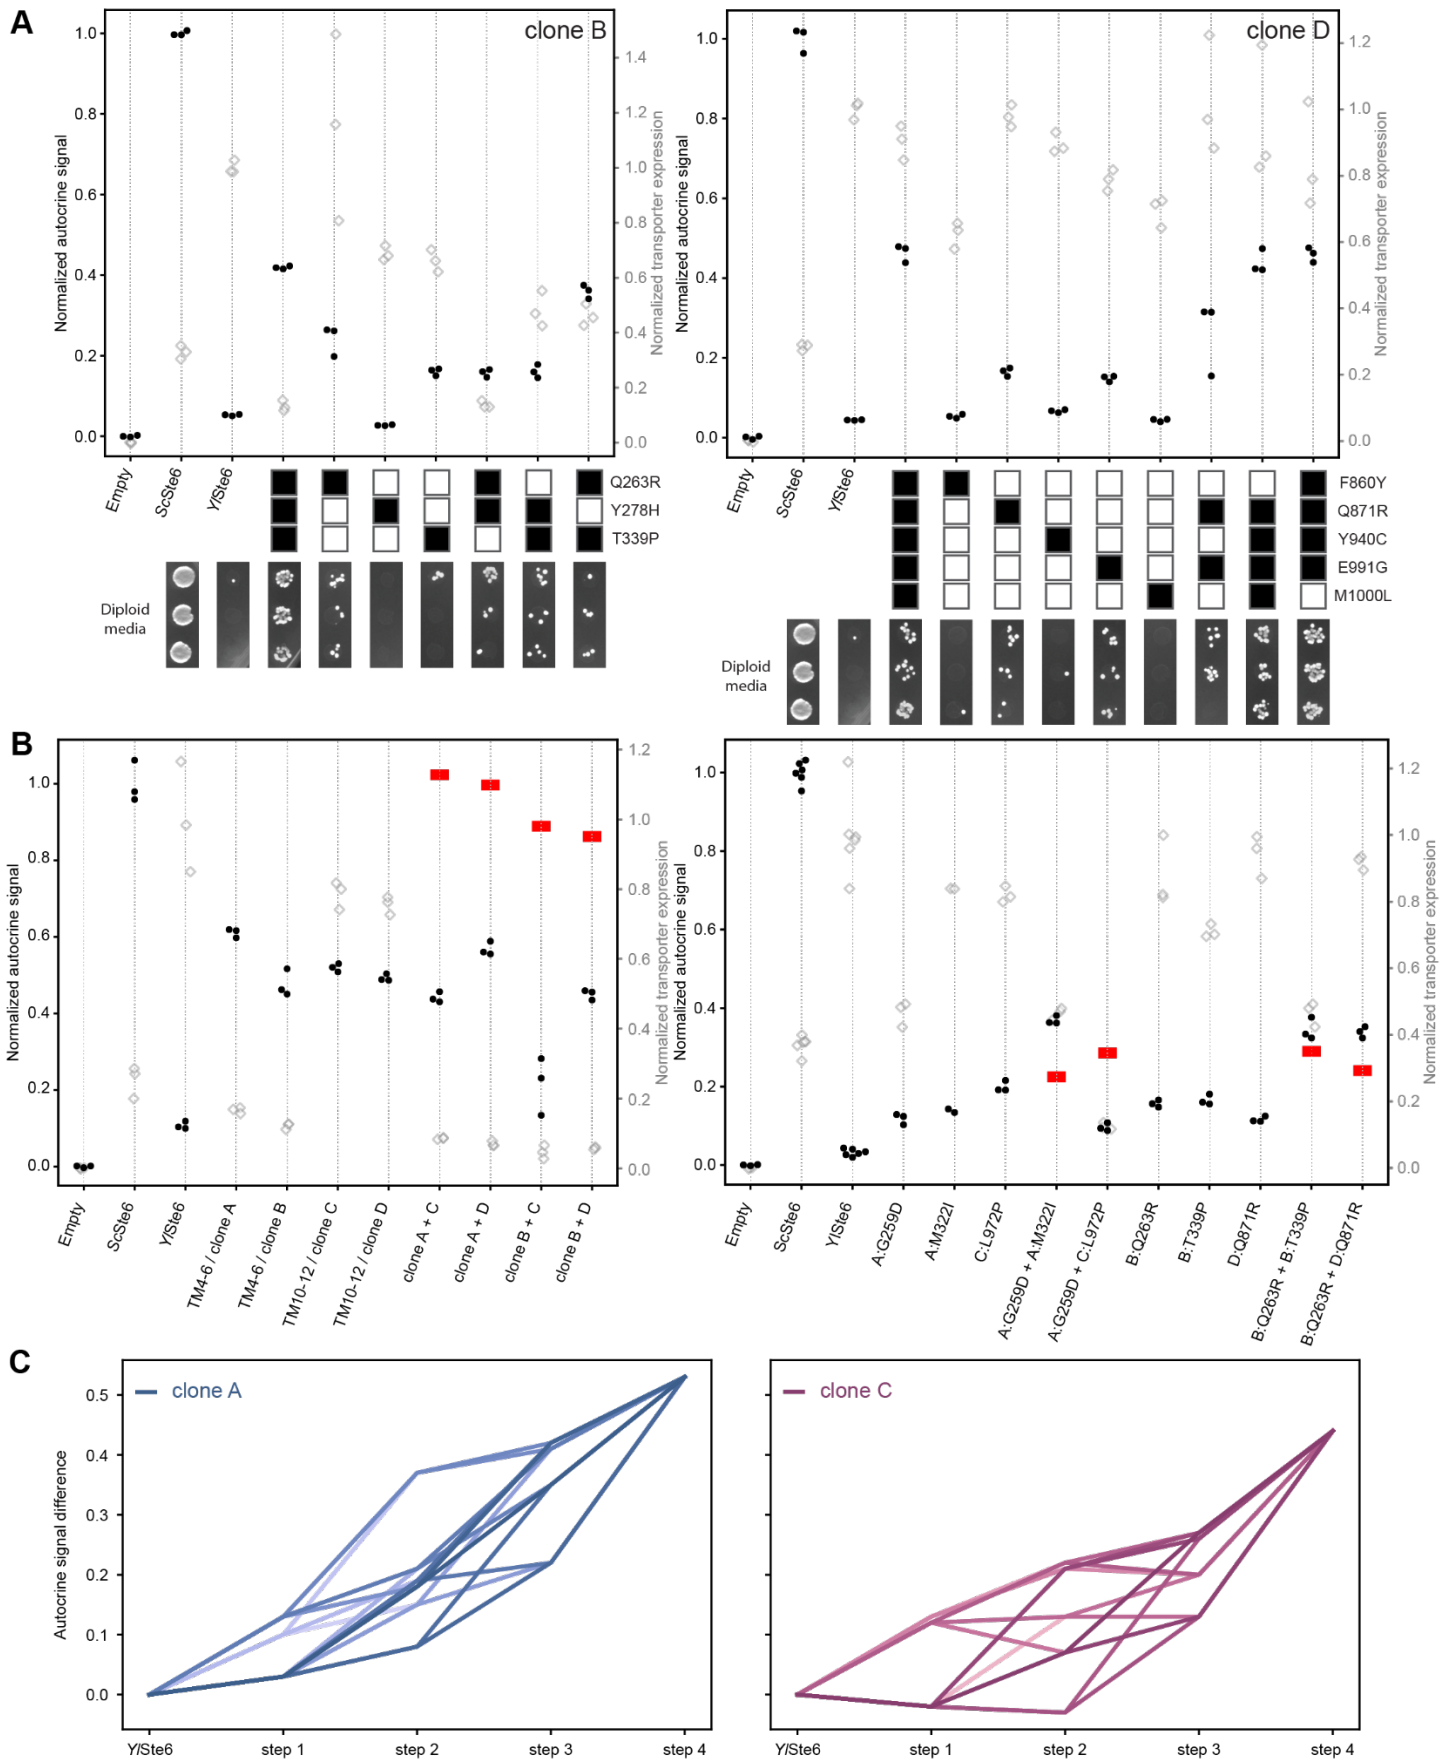 A
clone B
1.0
0.8
0.6
0.4
0.2
0.0
Normalized autocrine signal
1.4
1.2
1.0
0.8
0.6
0.4
0.2
0.0
Normalized transporter expression
Empty
ScSte6
YlSte6
Q263R
Y278H
T339P
Diploid
media
clone D
1.0
0.8
0.6
0.4
0.2
0.0
Normalized autocrine signal
1.2
1.0
0.8
0.6
0.4
0.2
0.0
Normalized transporter expression
Empty
ScSte6
YlSte6
F860Y
Q871R
Y940C
E991G
M1000L
Diploid
media
B
1.0
0.8
0.6
0.4
0.2
0.0
Normalized autocrine signal
1.2
1.0
0.8
0.6
0.4
0.2
0.0
Normalized transporter expression
Empty
ScSte6
YlSte6
TM4-6 / clone A
TM4-6 / clone B
TM10-12 / clone C
TM10-12 / clone D
clone A + C
clone A + D
clone B + C
clone B + D
1.0
0.8
0.6
0.4
0.2
0.0
Normalized autocrine signal
1.2
1.0
0.8
0.6
0.4
0.2
0.0
Normalized transporter expression
Empty
ScSte6
YlSte6
A:G259D
A:M322I
C:L972P
A:G259D + A:M322I
A:G259D + C:L972P
B:Q263R
B:T339P
D:Q871R
B:Q263R + B:T339P
B:Q263R + D:Q871R
C
clone A
0.5
0.4
0.3
0.2
0.1
0.0
Autocrine signal difference
YlSte6
step 1
step 2
step 3
step 4
clone C
YlSte6
step 1
step 2
step 3
step 4